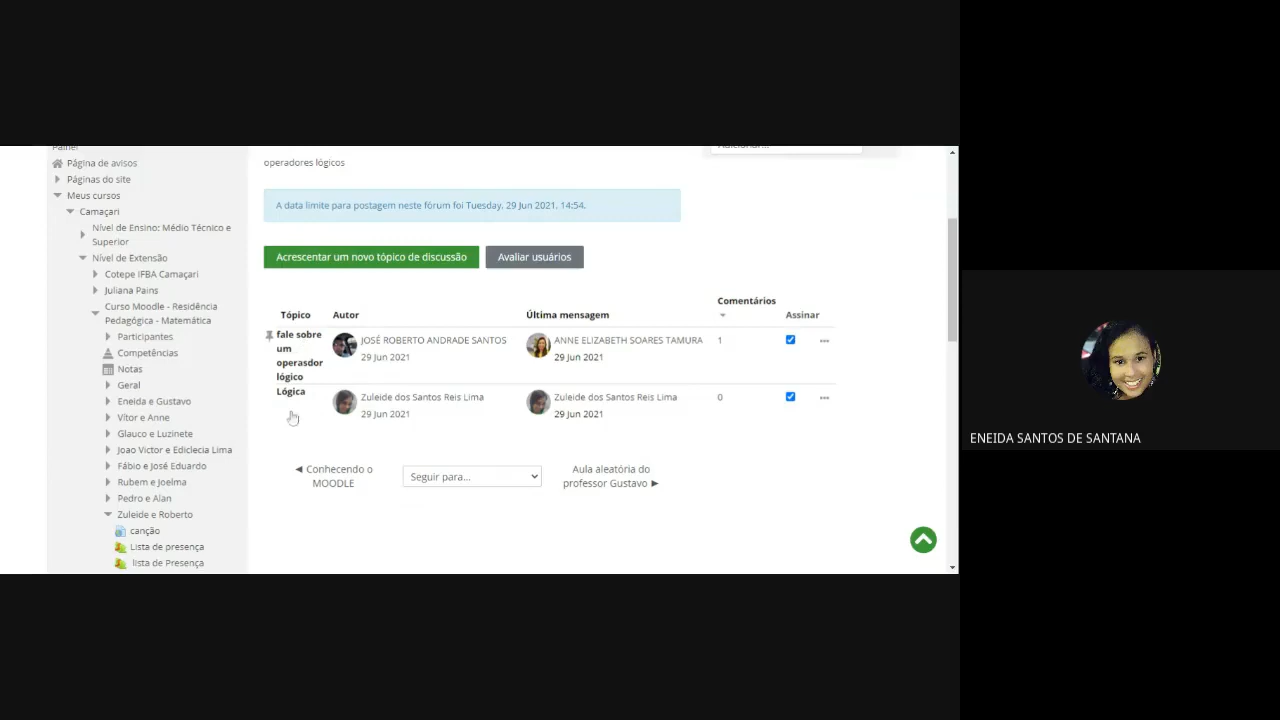 Painel
Página de avisos
Páginas do site
Meus cursos
Camaçari
Nível de Ensino: Médio Técnico e
Superior
Nível de Extensão
Cotepe IFBA Camaçari
Juliana Pains
Curso Moodle - Residência
Pedagógica - Matemática
Participantes
Competências
Notas
Geral
Eneida e Gustavo
Vitor e Anne
Glauco e Luzinete
Joao Victor e Ediclecia Lima
Fábio e José Eduardo
Rubem e Joelma
Pedro e Alan
Zuleide e Roberto
canção
Lista de presença
lista de Presença
Adicionar...
operadores lógicos
A data limite para postagem neste fórum foi Tuesday, 29 Jun 2021, 14:54.
Acrescentar um novo tópico de discussão Avaliar usuários
Tópico Autor Última mensagem Comentários Assinar
fale sobre
um
operasdor
lógico
JOSÉ ROBERTO ANDRADE SANTOS
29 Jun 2021
ANNE ELIZABETH SOARES TAMURA
29 Jun 2021
1
Lógica
Zuleide dos Santos Reis Lima
29 Jun 2021
Zuleide dos Santos Reis Lima
29 Jun 2021
0
◄ Conhecendo o
MOODLE
Seguir para...
Aula aleatória do
professor Gustavo ►
ENEIDA SANTOS DE SANTANA